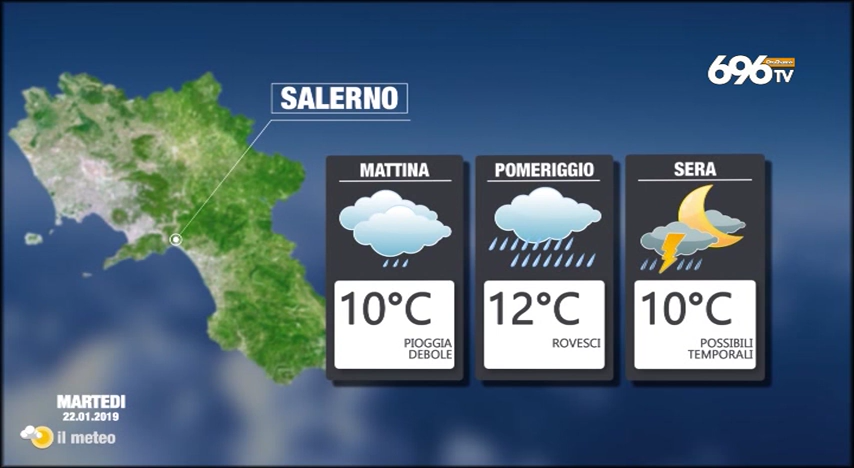 696
TV
SALERNO
MATTINA
POMERIGGIO
SERA
10°C
PIOGGIA
DEBOLE
12°C
ROVESCI
10°C
POSSIBILI
TEMPORALI
MARTEDI
22.01.2019
il meteo